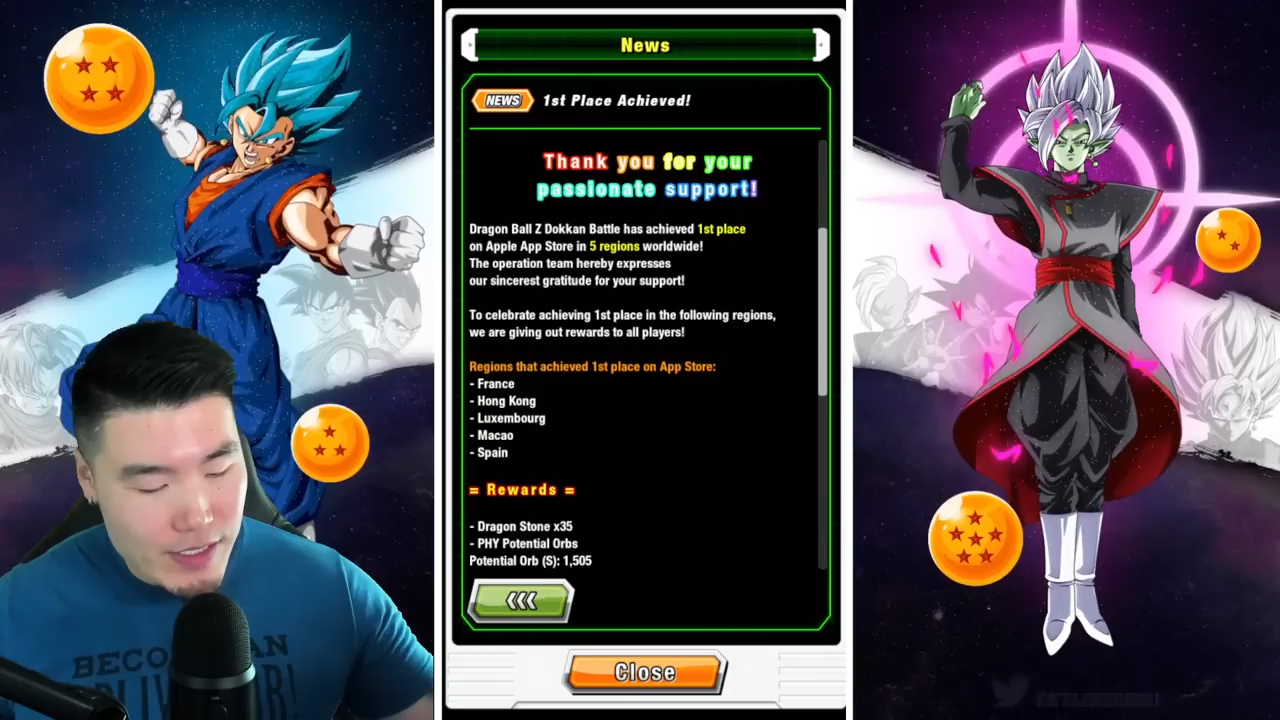 News
NEWS 1st Place Achieved!
Thank you for your
passionate support!
Dragon Ball Z Dokkan Battle has achieved 1st place
on Apple App Store in 5 regions worldwide!
The operation team hereby expresses
our sincerest gratitude for your support!
To celebrate achieving 1st place in the following regions,
we are giving out rewards to all players!
Regions that achieved 1st place on App Store:
- France
- Hong Kong
- Luxembourg
- Macao
- Spain
= Rewards =
- Dragon Stone x35
- PHY Potential Orbs
Potential Orb (S): 1,505
Close